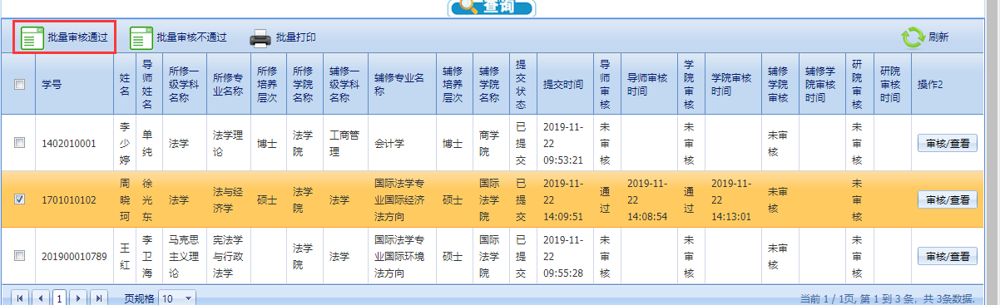 查询
批量审核通过 批量审核不通过 批量打印 刷新
学号 姓名 导师姓名 所修一级学科名称 所修专业名称 所修培养层次 所修学院名称 辅修一级学科名称 辅修专业名称 辅修培养层次 辅修学院名称 提交状态 提交时间 导师审核 导师审核时间 学院审核 学院审核时间 辅修学院审核 辅修学院审核时间 研院审核 研院审核时间 操作2
1402010001 李少婷 单纯 法学 法学理论 博士 法学院 工商管理 会计学 博士 商学院 已提交 2019-11-22 09:53:21 未审核 未审核 未审核 未审核 审核/查看
1701010102 周晓珂 徐光东 法学 法与经济学 硕士 法学院 法学 国际法学专业国际经济法方向 硕士 国际法学院 已提交 2019-11-22 14:09:51 通过 2019-11-22 14:08:54 通过 2019-11-22 14:13:01 未审核 未审核 审核/查看
201900010789 王红 李卫海 马克思主义理论 宪法学与行政法学 法学院 法学 国际法学专业国际环境法方向 硕士 国际法学院 已提交 2019-11-22 09:55:28 未审核 未审核 未审核 未审核 审核/查看
1 页规格 10 当前 1 / 1页, 第 1 到 3 条，共 3条数据.